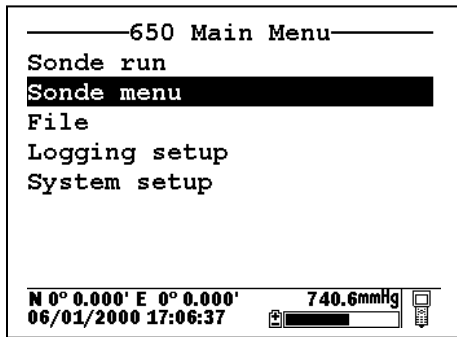 650 Main Menu
Sonde run
Sonde menu
File
Logging setup
System setup
N 0° 0.000' E 0° 0.000' 740.6mmHg
06/01/2000 17:06:37